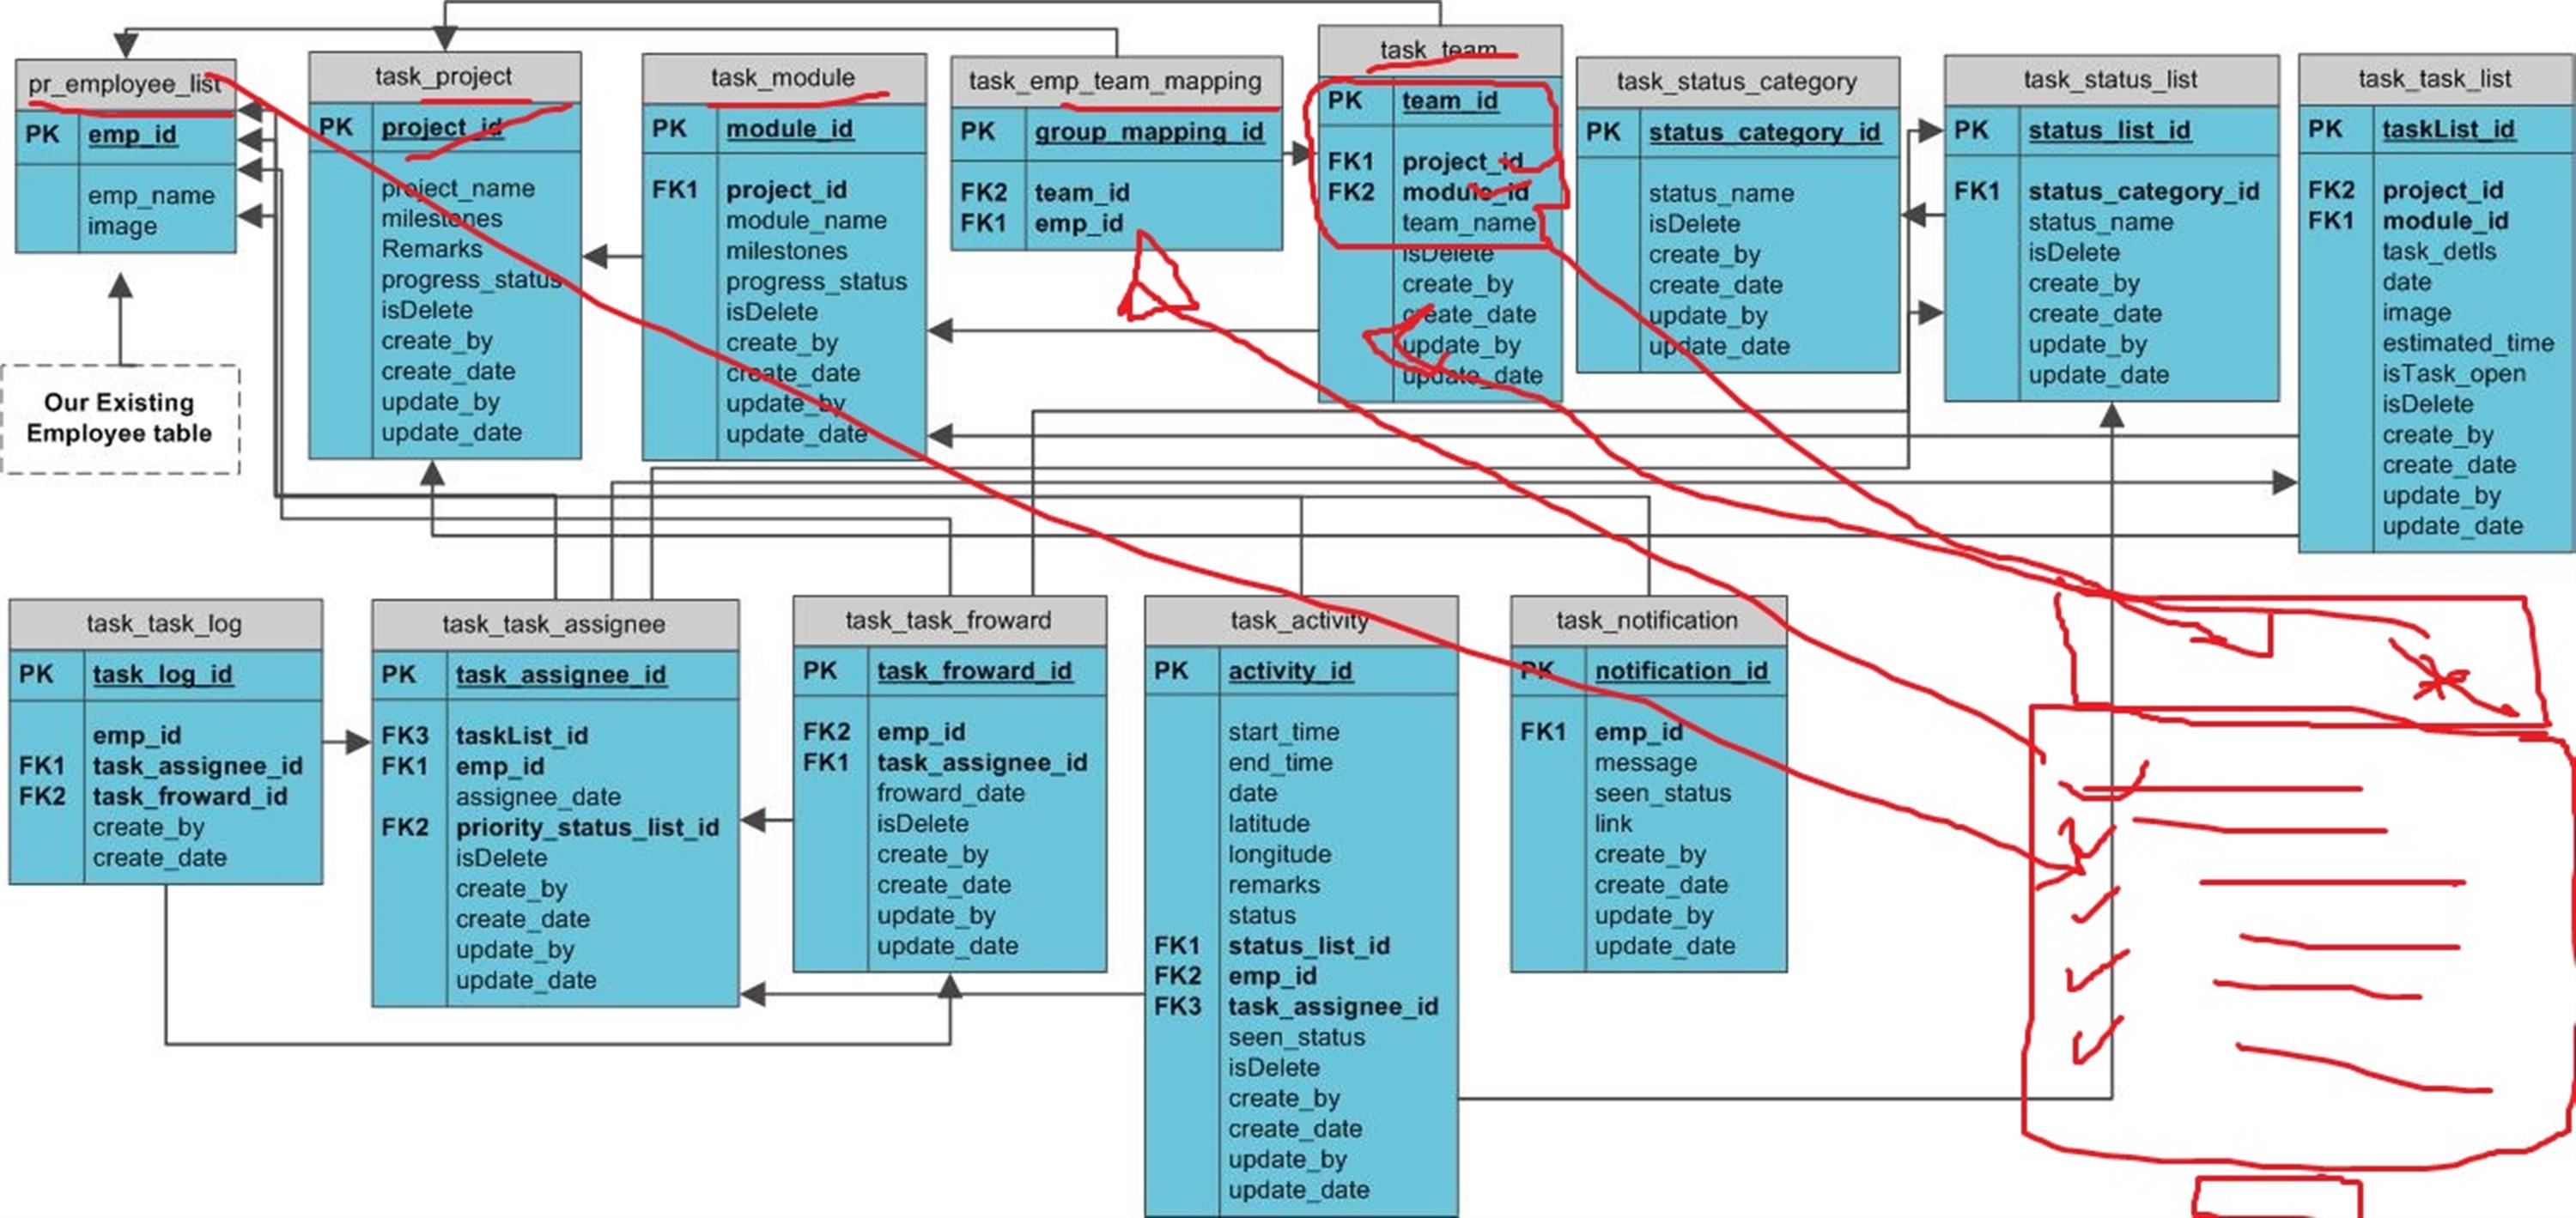 pr_employee_list
PK emp_id
emp_name
image
Our Existing
Employee table
task_project
PK project_id
project_name
milestones
Remarks
progress_status
isDelete
create_by
create_date
update_by
update_date
task_module
PK module_id
FK1 project_id
module_name
milestones
progress_status
isDelete
create_by
create_date
update_by
update_date
task_emp_team_mapping
PK group_mapping_id
FK2 team_id
FK1 emp_id
task_team
PK team_id
FK1 project_id
FK2 module_id
team_name
isDelete
create_by
create_date
update_by
update_date
task_status_category
PK status_category_id
status_name
isDelete
create_by
create_date
update_by
update_date
task_status_list
PK status_list_id
FK1 status_category_id
status_name
isDelete
create_by
create_date
update_by
update_date
task_task_list
PK taskList_id
FK2 project_id
FK1 module_id
task_detls
date
image
estimated_time
isTask_open
isDelete
create_by
create_date
update_by
update_date
task_task_log
PK task_log_id
emp_id
FK1 task_assignee_id
FK2 task_froward_id
create_by
create_date
task_task_assignee
PK task_assignee_id
FK3 taskList_id
FK1 emp_id
assignee_date
FK2 priority_status_list_id
isDelete
create_by
create_date
update_by
update_date
task_task_froward
PK task_froward_id
FK2 emp_id
FK1 task_assignee_id
froward_date
isDelete
create_by
create_date
update_by
update_date
task_activity
PK activity_id
start_time
end_time
date
latitude
longitude
remarks
status
FK1 status_list_id
FK2 emp_id
FK3 task_assignee_id
seen_status
isDelete
create_by
create_date
update_by
update_date
task_notification
PK notification_id
FK1 emp_id
message
seen_status
link
create_by
create_date
update_by
update_date